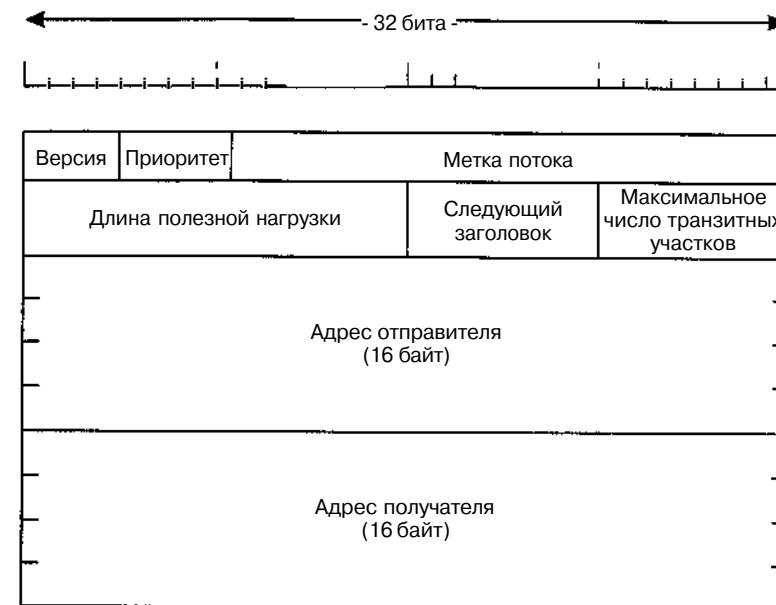 - 32 бита -
Версия Приоритет Метка потока
Длина полезной нагрузки
Следующий
заголовок
Максимальное
число транзитных
участков
Адрес отправителя
(16 байт)
Адрес получателя
(16 байт)